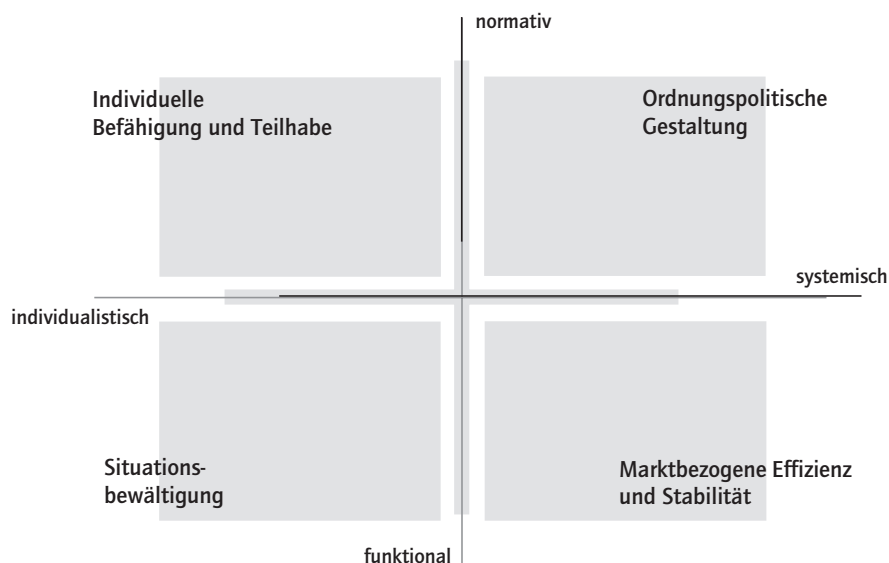 normativ
Individuelle
Befähigung und Teilhabe
Ordnungspolitische
Gestaltung
systemisch
individualistisch
Situations-
bewältigung
Marktbezogene Effizienz
und Stabilität
funktional